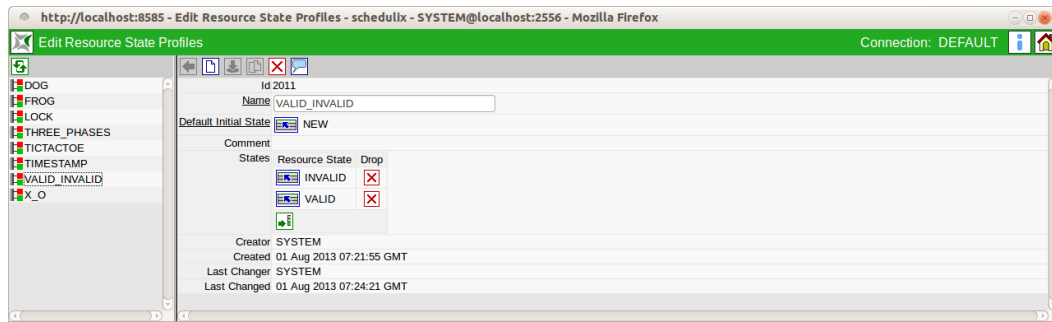 http://localhost:8585 - Edit Resource State Profiles - schedulix - SYSTEM@localhost:2556 - Mozilla Firefox
Edit Resource State Profiles
Connection: DEFAULT
DOG
FROG
LOCK
THREE_PHASES
TICTACTOE
TIMESTAMP
VALID_INVALID
X_O
Id 2011
Name VALID_INVALID
Default Initial State NEW
Comment
States Resource State Drop
INVALID
VALID
Creator SYSTEM
Created 01 Aug 2013 07:21:55 GMT
Last Changer SYSTEM
Last Changed 01 Aug 2013 07:24:21 GMT